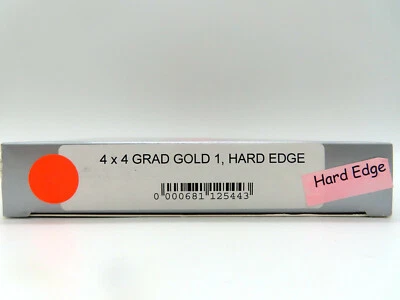 4 x 4 GRAD GOLD 1, HARD EDGE
Hard Edge
0 000681 125443